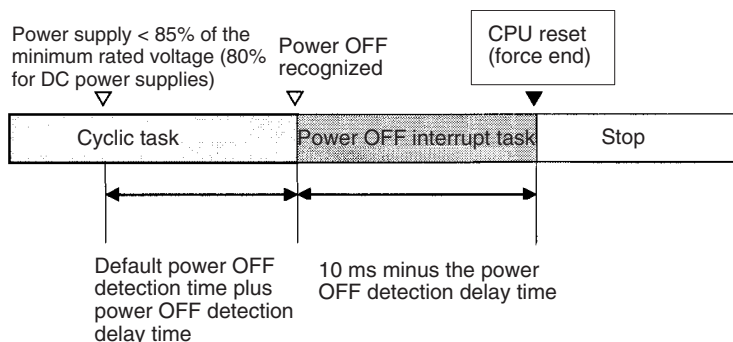 Power supply < 85% of the
minimum rated voltage (80%
for DC power supplies)
Power OFF
recognized
CPU reset
(force end)
Cyclic task
Power OFF interrupt task
Stop
Default power OFF
detection time plus
power OFF detection
delay time
10 ms minus the power
OFF detection delay time